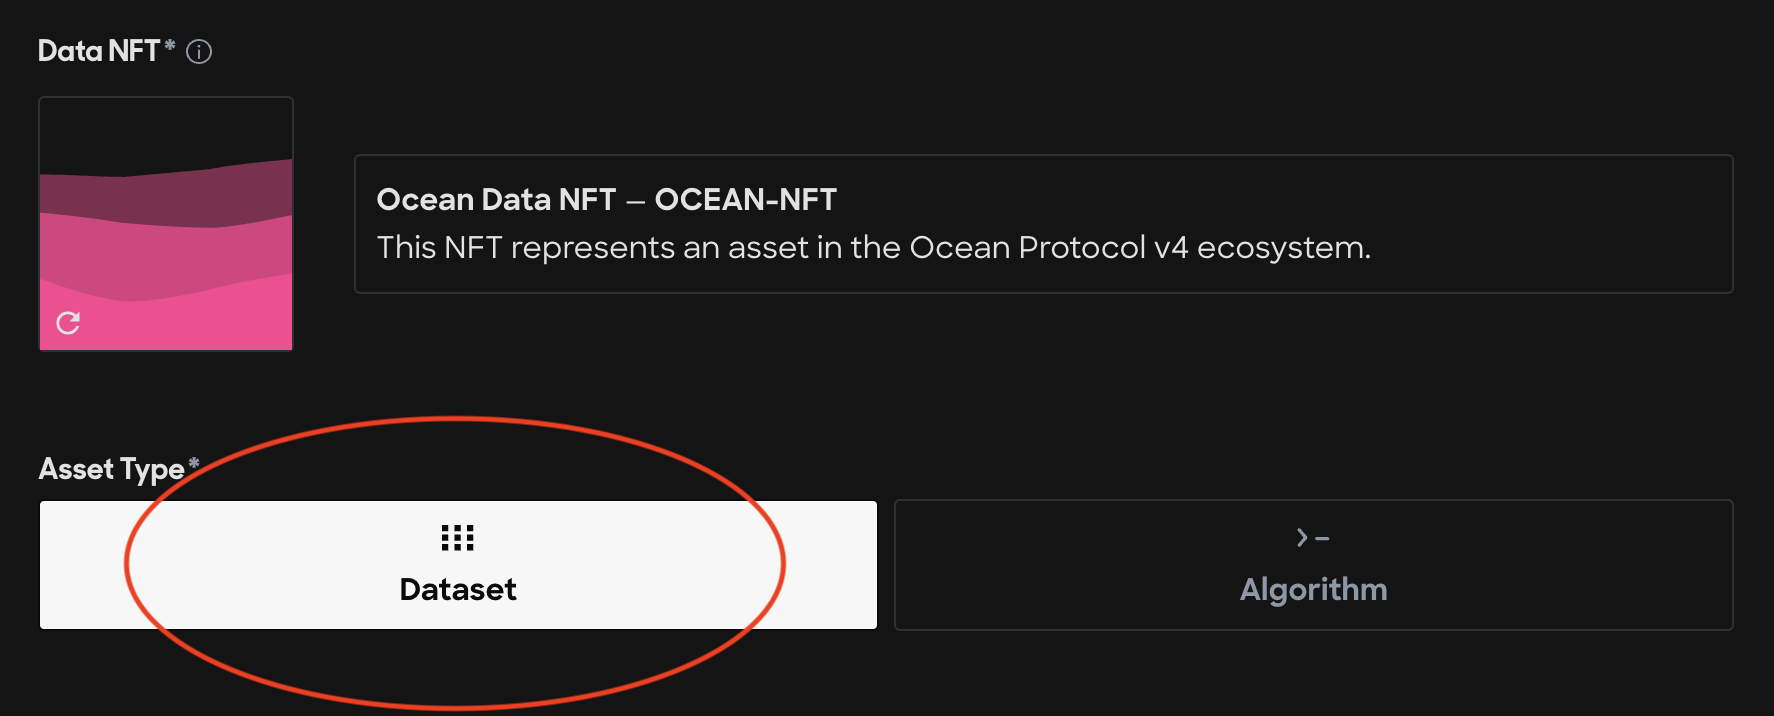 Data NFT*
Ocean Data NFT — OCEAN-NFT
This NFT represents an asset in the Ocean Protocol v4 ecosystem.
Asset Type*
Dataset
Algorithm